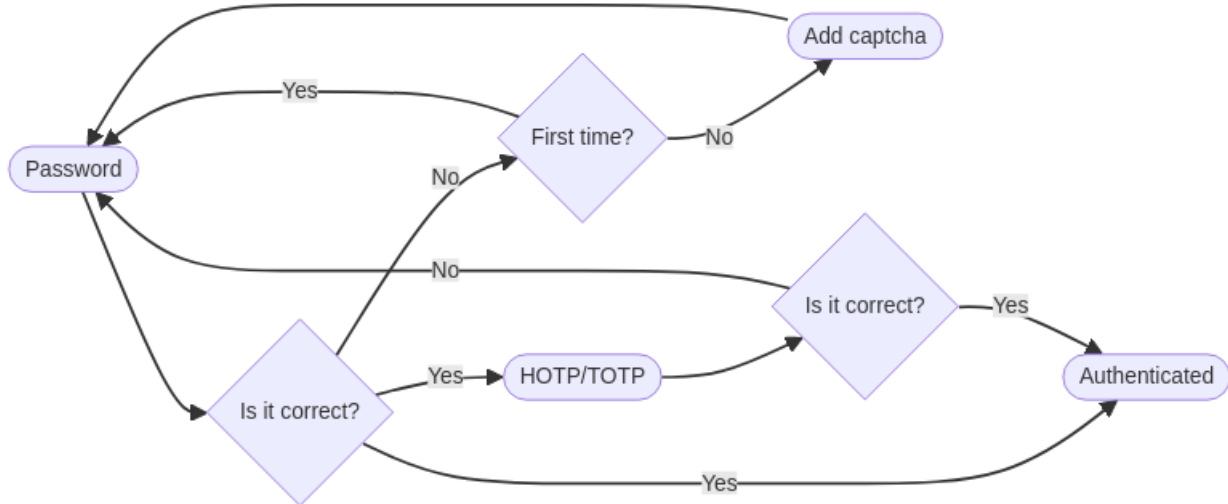 Add captcha
Yes
First time?
No
Password
No
No
Is it correct?
Yes
Is it correct?
Yes
HOTP/TOTP
Authenticated
Yes